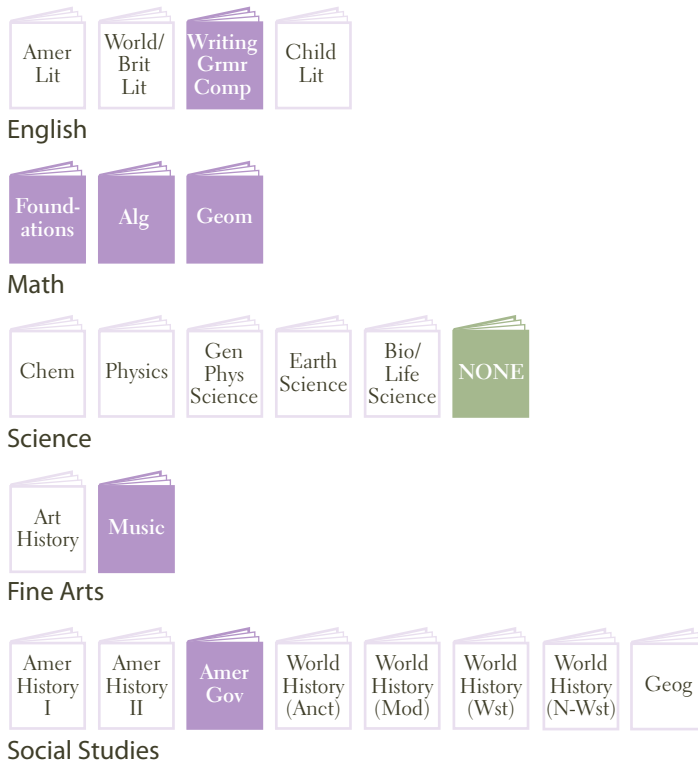 Amer
Lit
World/
Brit
Lit
Writing
Grmr
Comp
Child
Lit
English
Found-
ations
Alg
Geom
Math
Chem
Physics
Gen
Phys
Science
Earth
Science
Bio/
Life
Science
NONE
Science
Art
History
Music
Fine Arts
Amer
History
I
Amer
History
II
Amer
Gov
World
History
(Anct)
World
History
(Mod)
World
History
(Wst)
World
History
(N-Wst)
Geog
Social Studies